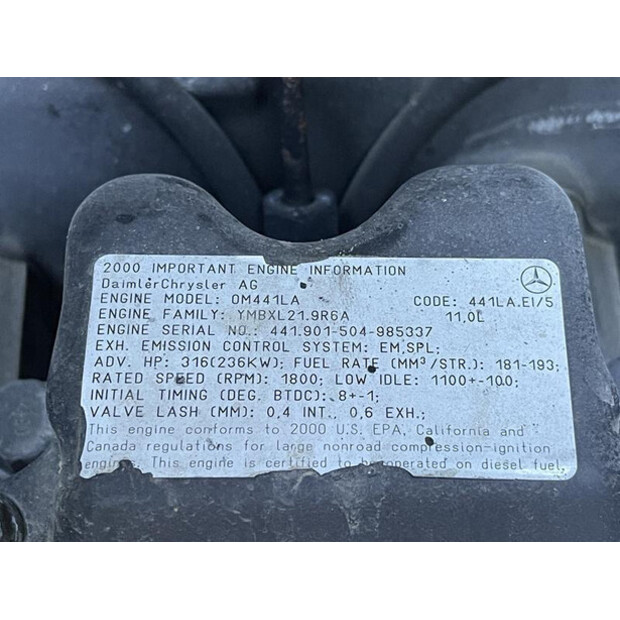 2000 IMPORTANT ENGINE INFORMATION
DaimlerChrysler AG
ENGINE MODEL: OM441LA CODE: 441LA.EI/5
ENGINE FAMILY: YMBXL21.9R6A 11,0L
ENGINE SERIAL NO.: 441.901-504-985337
EXH. EMISSION CONTROL SYSTEM: EM,SPL;
ADV. HP: 316(236KW); FUEL RATE (MM³/STR.): 181-193;
RATED SPEED (RPM): 1800; LOW IDLE: 1100+-100;
INITIAL TIMING (DEG. BTDC): 8+-1;
VALVE LASH (MM): 0,4 INT., 0,6 EXH.;
This engine conforms to 2000 U.S. EPA, California and
Canada regulations for large nonroad compression-ignition
engines. This engine is certified to be operated on diesel fuel.